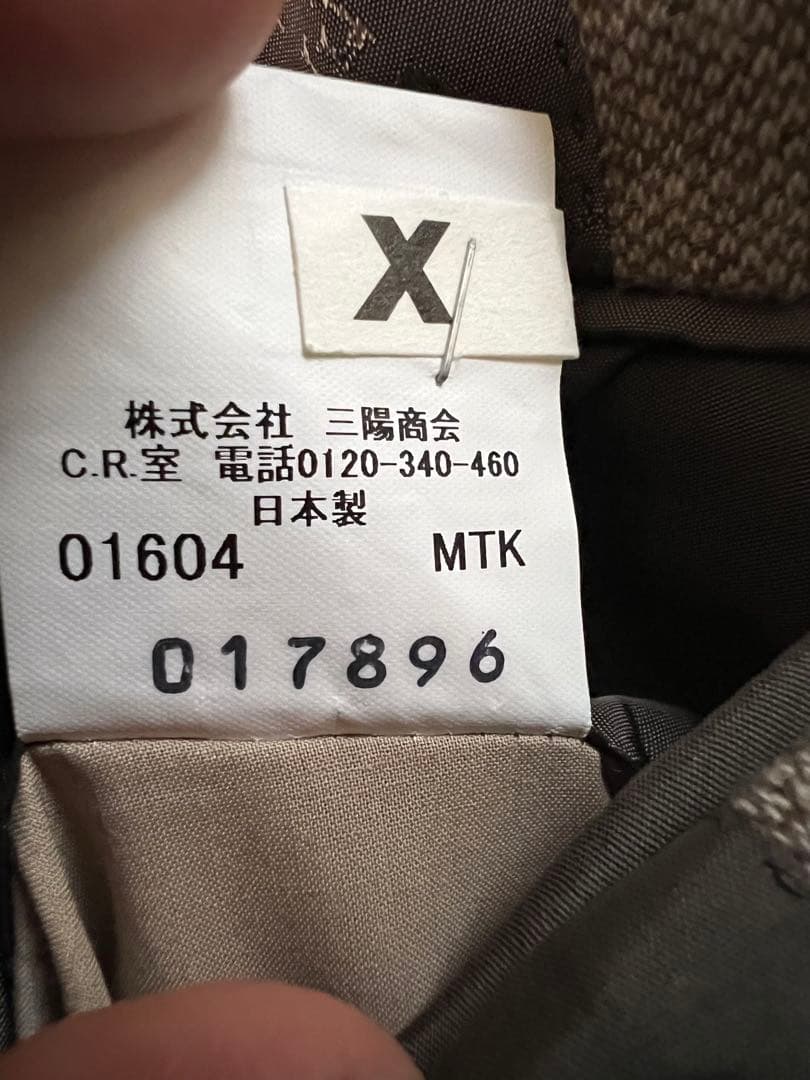 X
株式会社 三陽商会
C.R.室 電話0120-340-460
日本製
01604 MTK
017896